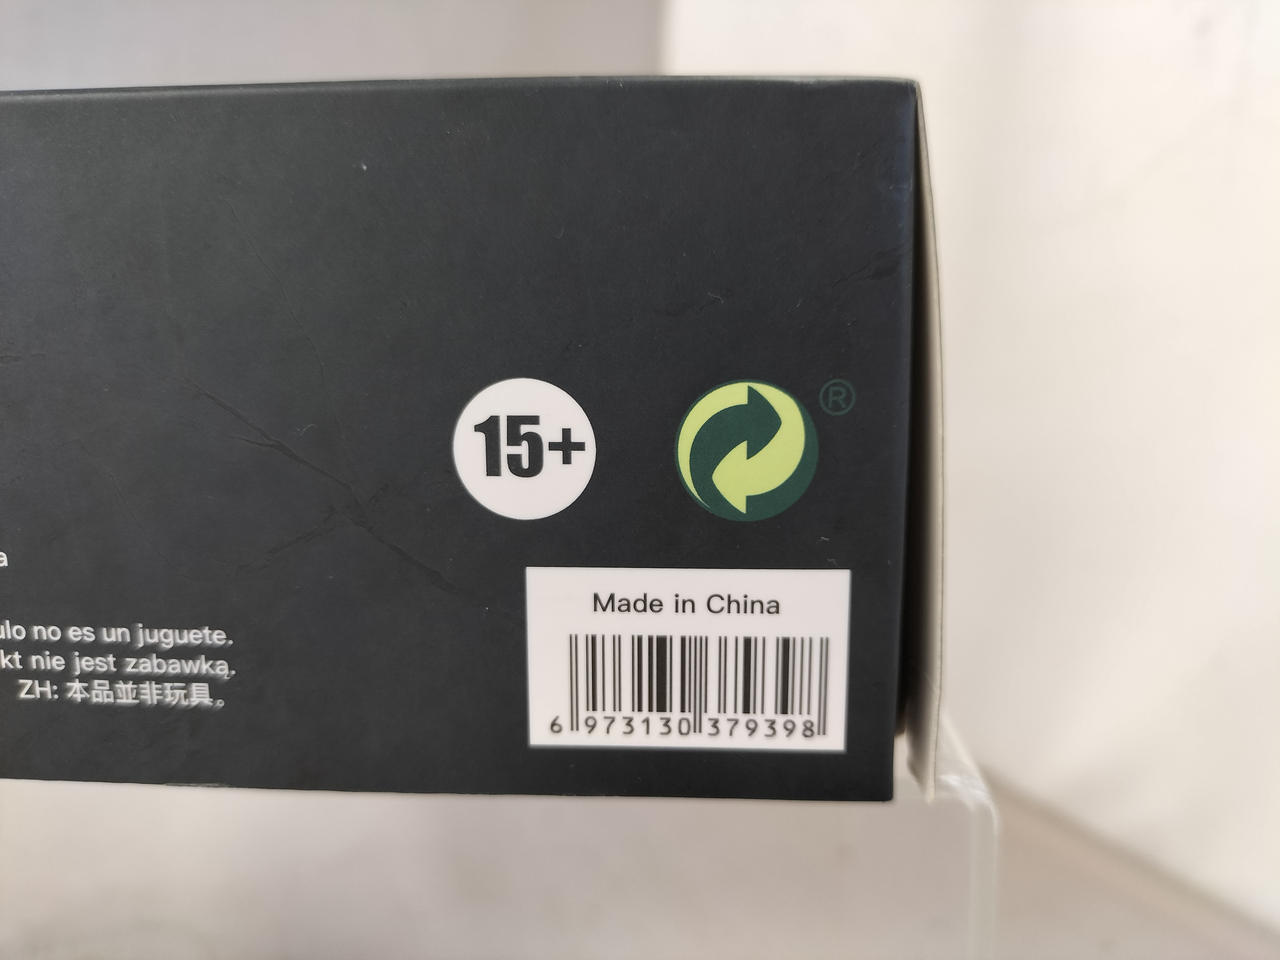 15+
®
a
ulo no es un juguete.
kt nie jest zabawką.
ZH: 本品並非玩具。
Made in China
6 973130 379398